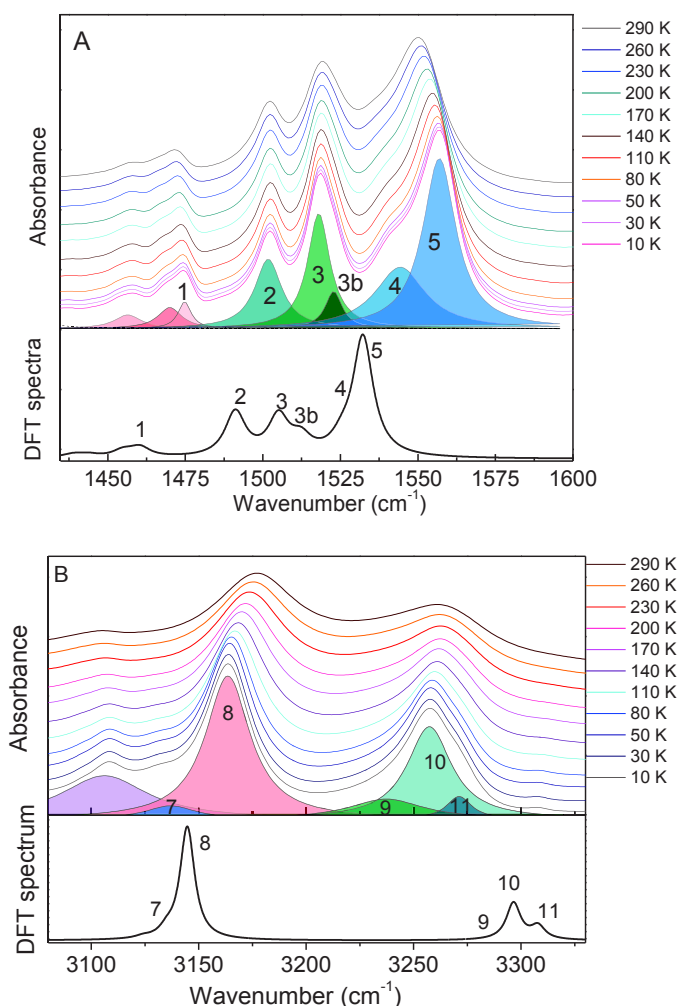 A
Absorbance
1
2
3
3b
4
5
290 K
260 K
230 K
200 K
170 K
140 K
110 K
80 K
50 K
30 K
10 K
DFT spectra
1
2
3
3b
4
5
1450 1475 1500 1525 1550 1575 1600
Wavenumber (cm⁻¹)
B
Absorbance
7
8
9
10
11
290 K
260 K
230 K
200 K
170 K
140 K
110 K
80 K
50 K
30 K
10 K
DFT spectrum
7
8
9
10
11
3100 3150 3200 3250 3300
Wavenumber (cm⁻¹)